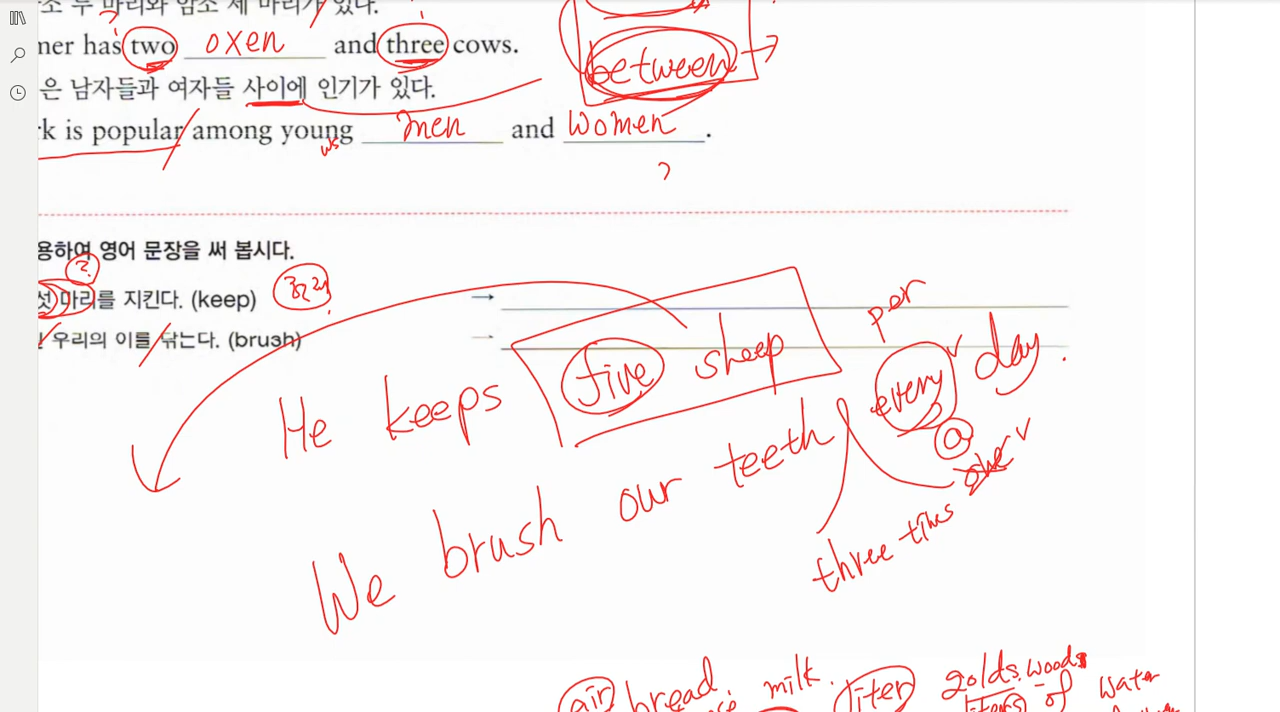 두 마리와 암소 세 마리가 있다.
ner has two oxen and three cows.
between
은 남자들과 여자들 사이에 인기가 있다.
k is popular among young men and women.
용하여 영어 문장을 써 봅시다.
섯 마리를 지킨다. (keep) →
우리의 이를 닦는다. (brush) →
per
He keeps five sheep
We brush our teeth every day.
a
three times
air bread milk. liter golds woods
liters of water